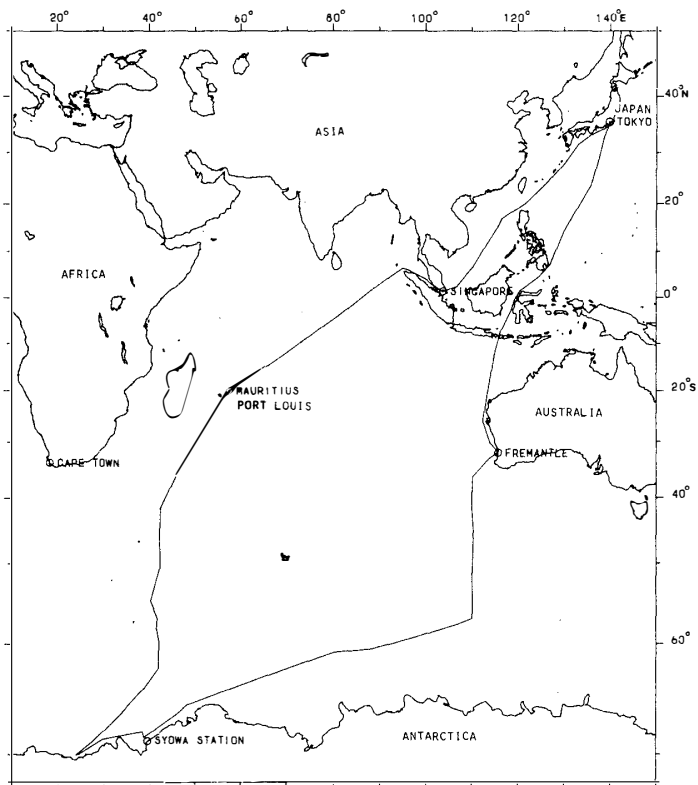 20° 40° 60° 80° 100° 120° 140°E
40°N
JAPAN
TOKYO
ASIA
20°
AFRICA
SINGAPORE
0°
MAURITIUS
PORT LOUIS
20°S
AUSTRALIA
CAPE TOWN
FREMANTLE
40°
60°
SYOWA STATION
ANTARCTICA